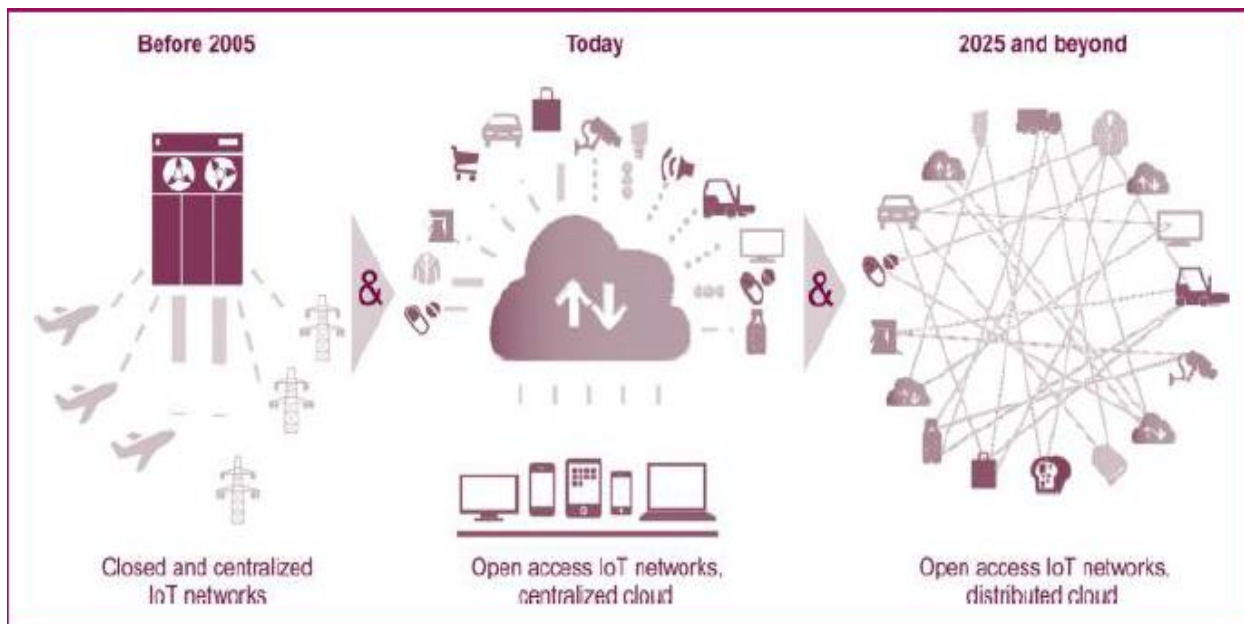 Before 2005
Today
2025 and beyond
&
&
Closed and centralized
IoT networks
Open access IoT networks,
centralized cloud
Open access IoT networks,
distributed cloud